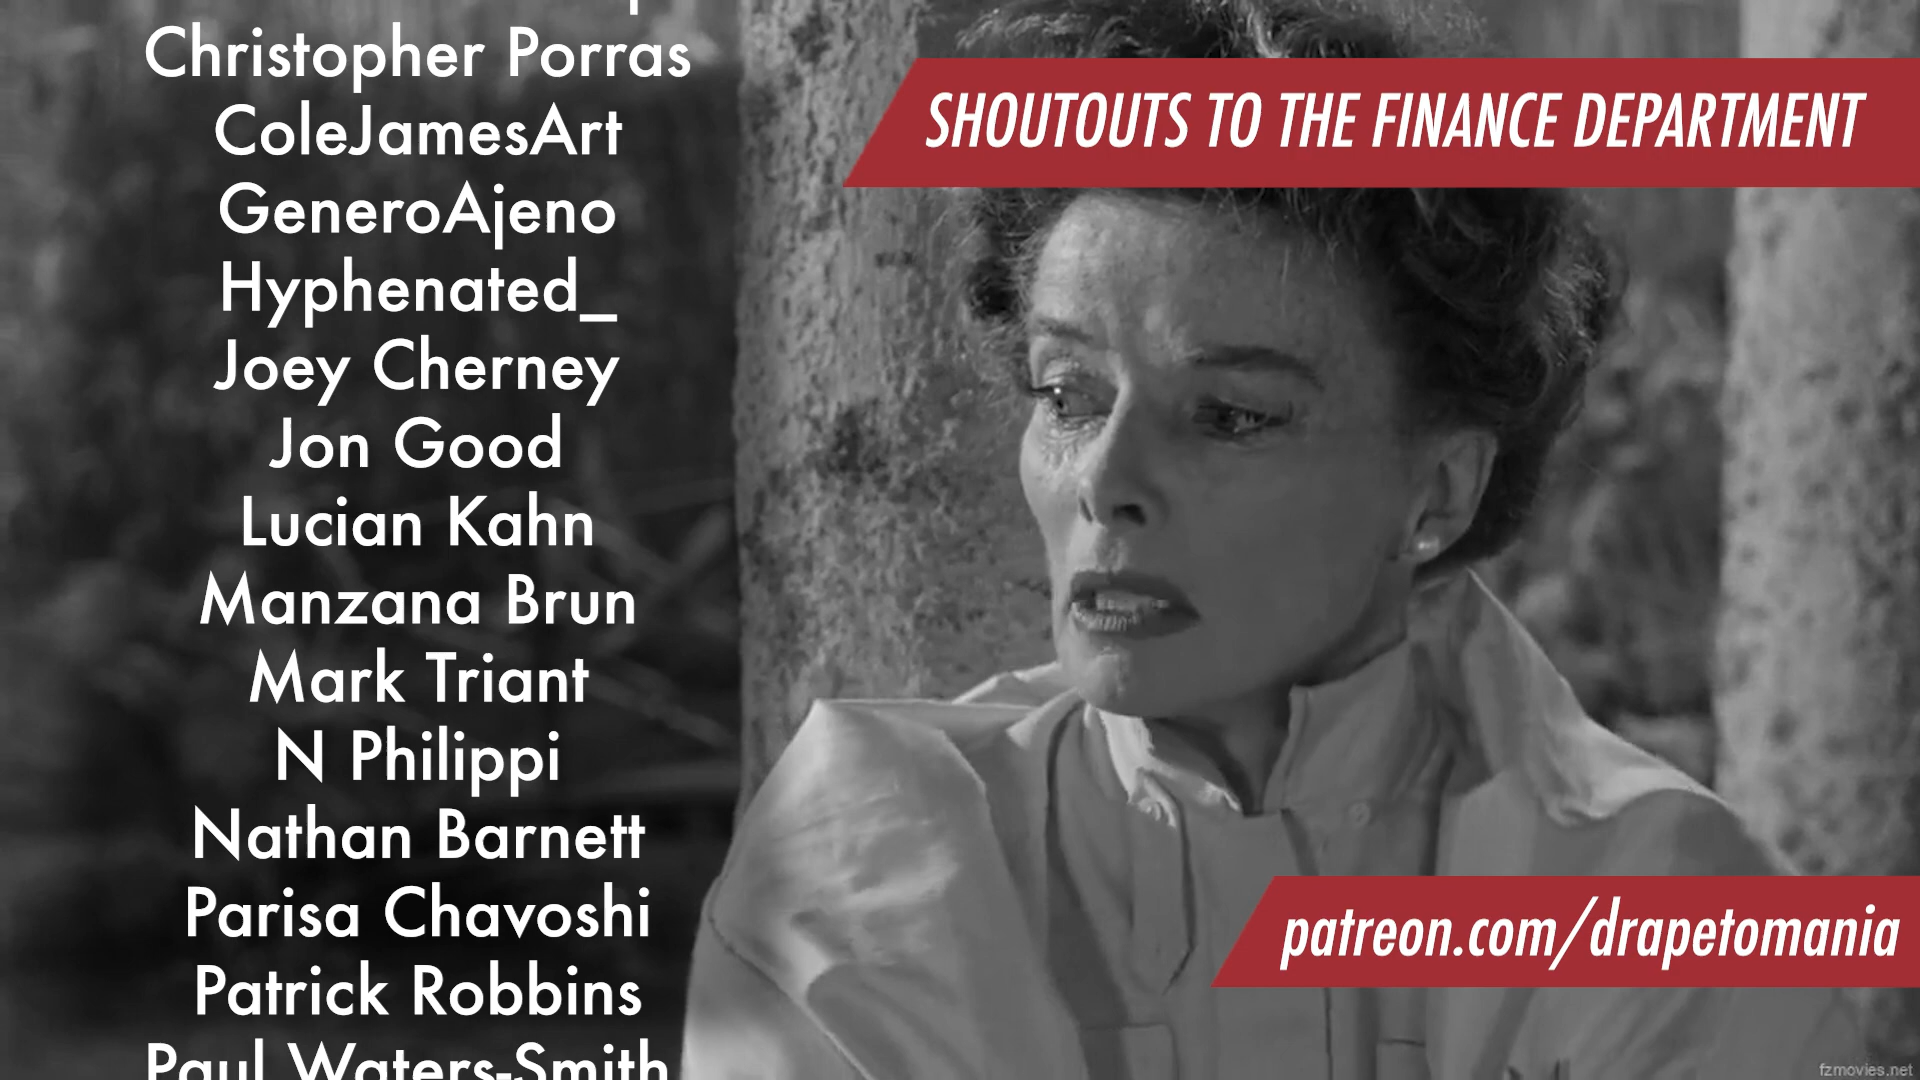 Christopher Porras
ColeJamesArt
GeneroAjeno
Hyphenated_
Joey Cherney
Jon Good
Lucian Kahn
Manzana Brun
Mark Triant
N Philippi
Nathan Barnett
Parisa Chavoshi
Patrick Robbins
Paul Waters-Smith
SHOUTOUTS TO THE FINANCE DEPARTMENT
patreon.com/drapetomania
fzmovies.net